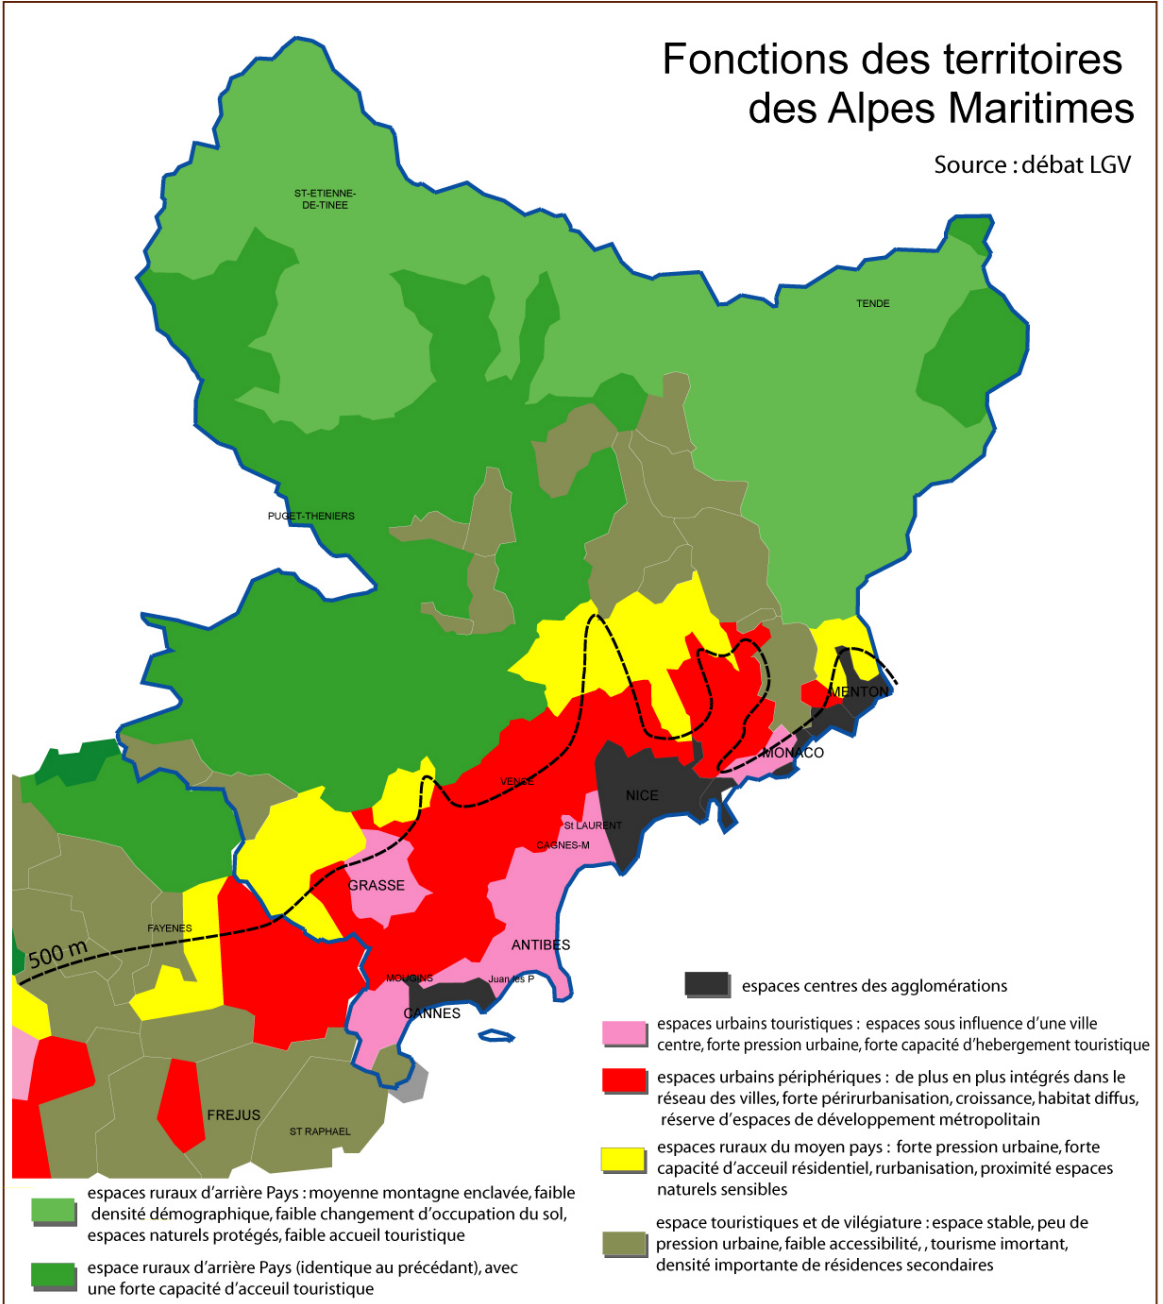 Fonctions des territoires
des Alpes Maritimes
Source : débat LGV
ST-ETIENNE-
DE-TINEE
TENDE
PUGET-THENIERS
MENTON
MONACO
VENCE
NICE
St LAURENT
CAGNES-M
GRASSE
FAYENES
ANTIBES
500 m
MOUGINS
Juan les P
CANNES
FREJUS
ST RAPHAEL
espaces centres des agglomérations
espaces urbains touristiques : espaces sous influence d'une ville
centre, forte pression urbaine, forte capacité d'hebergement touristique
espaces urbains périphériques : de plus en plus intégrés dans le
réseau des villes, forte périrurbanisation, croissance, habitat diffus,
réserve d'espaces de développement métropolitain
espaces ruraux du moyen pays : forte pression urbaine, forte
capacité d'acceuil résidentiel, rurbanisation, proximité espaces
naturels sensibles
espace touristiques et de vilégiature : espace stable, peu de
pression urbaine, faible accessibilité, , tourisme imortant,
densité importante de résidences secondaires
espaces ruraux d'arrière Pays : moyenne montagne enclavée, faible
densité démographique, faible changement d'occupation du sol,
espaces naturels protégés, faible accueil touristique
espace ruraux d'arrière Pays (identique au précédant), avec
une forte capacité d'acceuil touristique